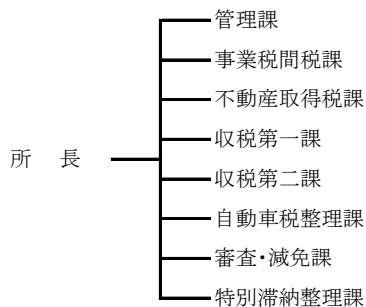 管理課
事業税間税課
不動産取得税課
所　長
収税第一課
収税第二課
自動車税整理課
審査・減免課
特別滞納整理課